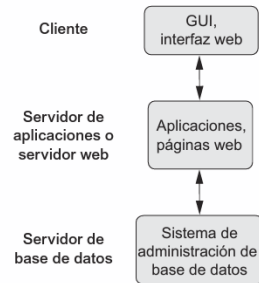 Cliente
GUI,
interfaz web
Servidor de
aplicaciones o
servidor web
Aplicaciones,
páginas web
Servidor de
base de datos
Sistema de
administración de
base de datos